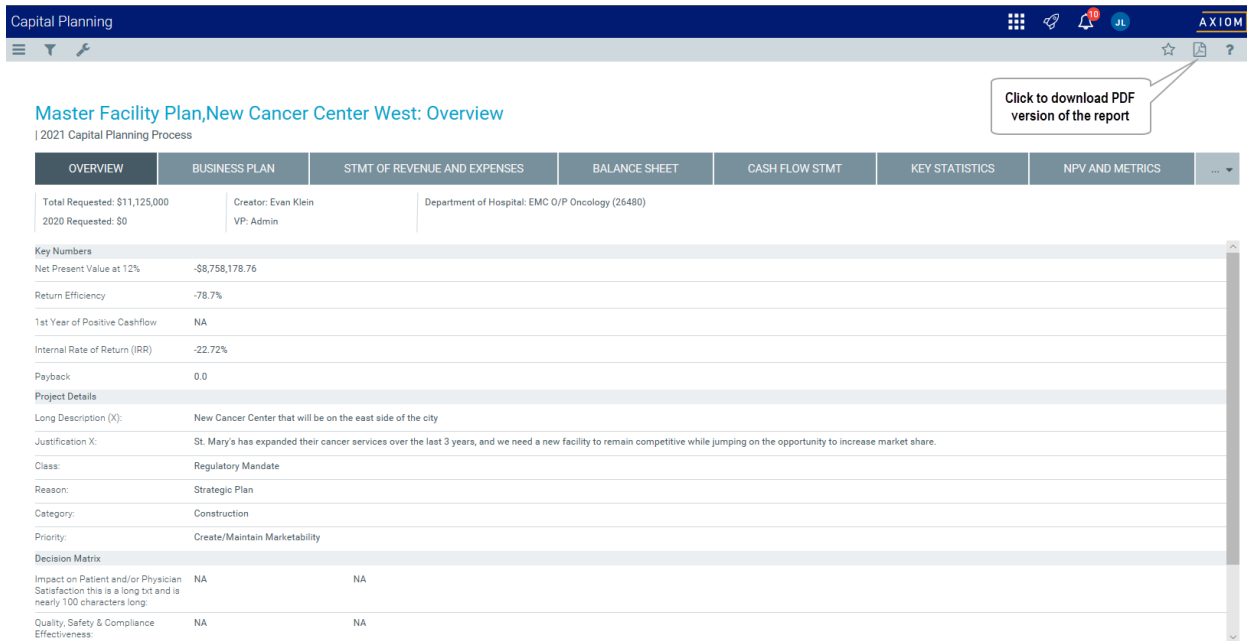 Capital Planning
10
JL
AXIOM
?
Click to download PDF
version of the report
Master Facility Plan,New Cancer Center West: Overview
| 2021 Capital Planning Process
OVERVIEW BUSINESS PLAN STMT OF REVENUE AND EXPENSES BALANCE SHEET CASH FLOW STMT KEY STATISTICS NPV AND METRICS ...
Total Requested: $11,125,000 Creator: Evan Klein Department of Hospital: EMC O/P Oncology (26480)
2020 Requested: $0 VP: Admin
Key Numbers
Net Present Value at 12% -$8,758,178.76
Return Efficiency -78.7%
1st Year of Positive Cashflow NA
Internal Rate of Return (IRR) -22.72%
Payback 0.0
Project Details
Long Description (X): New Cancer Center that will be on the east side of the city
Justification X: St. Mary's has expanded their cancer services over the last 3 years, and we need a new facility to remain competitive while jumping on the opportunity to increase market share.
Class: Regulatory Mandate
Reason: Strategic Plan
Category: Construction
Priority: Create/Maintain Marketability
Decision Matrix
Impact on Patient and/or Physician NA NA
Satisfaction this is a long txt and is
nearly 100 characters long:
Quality, Safety & Compliance NA NA
Effectiveness: